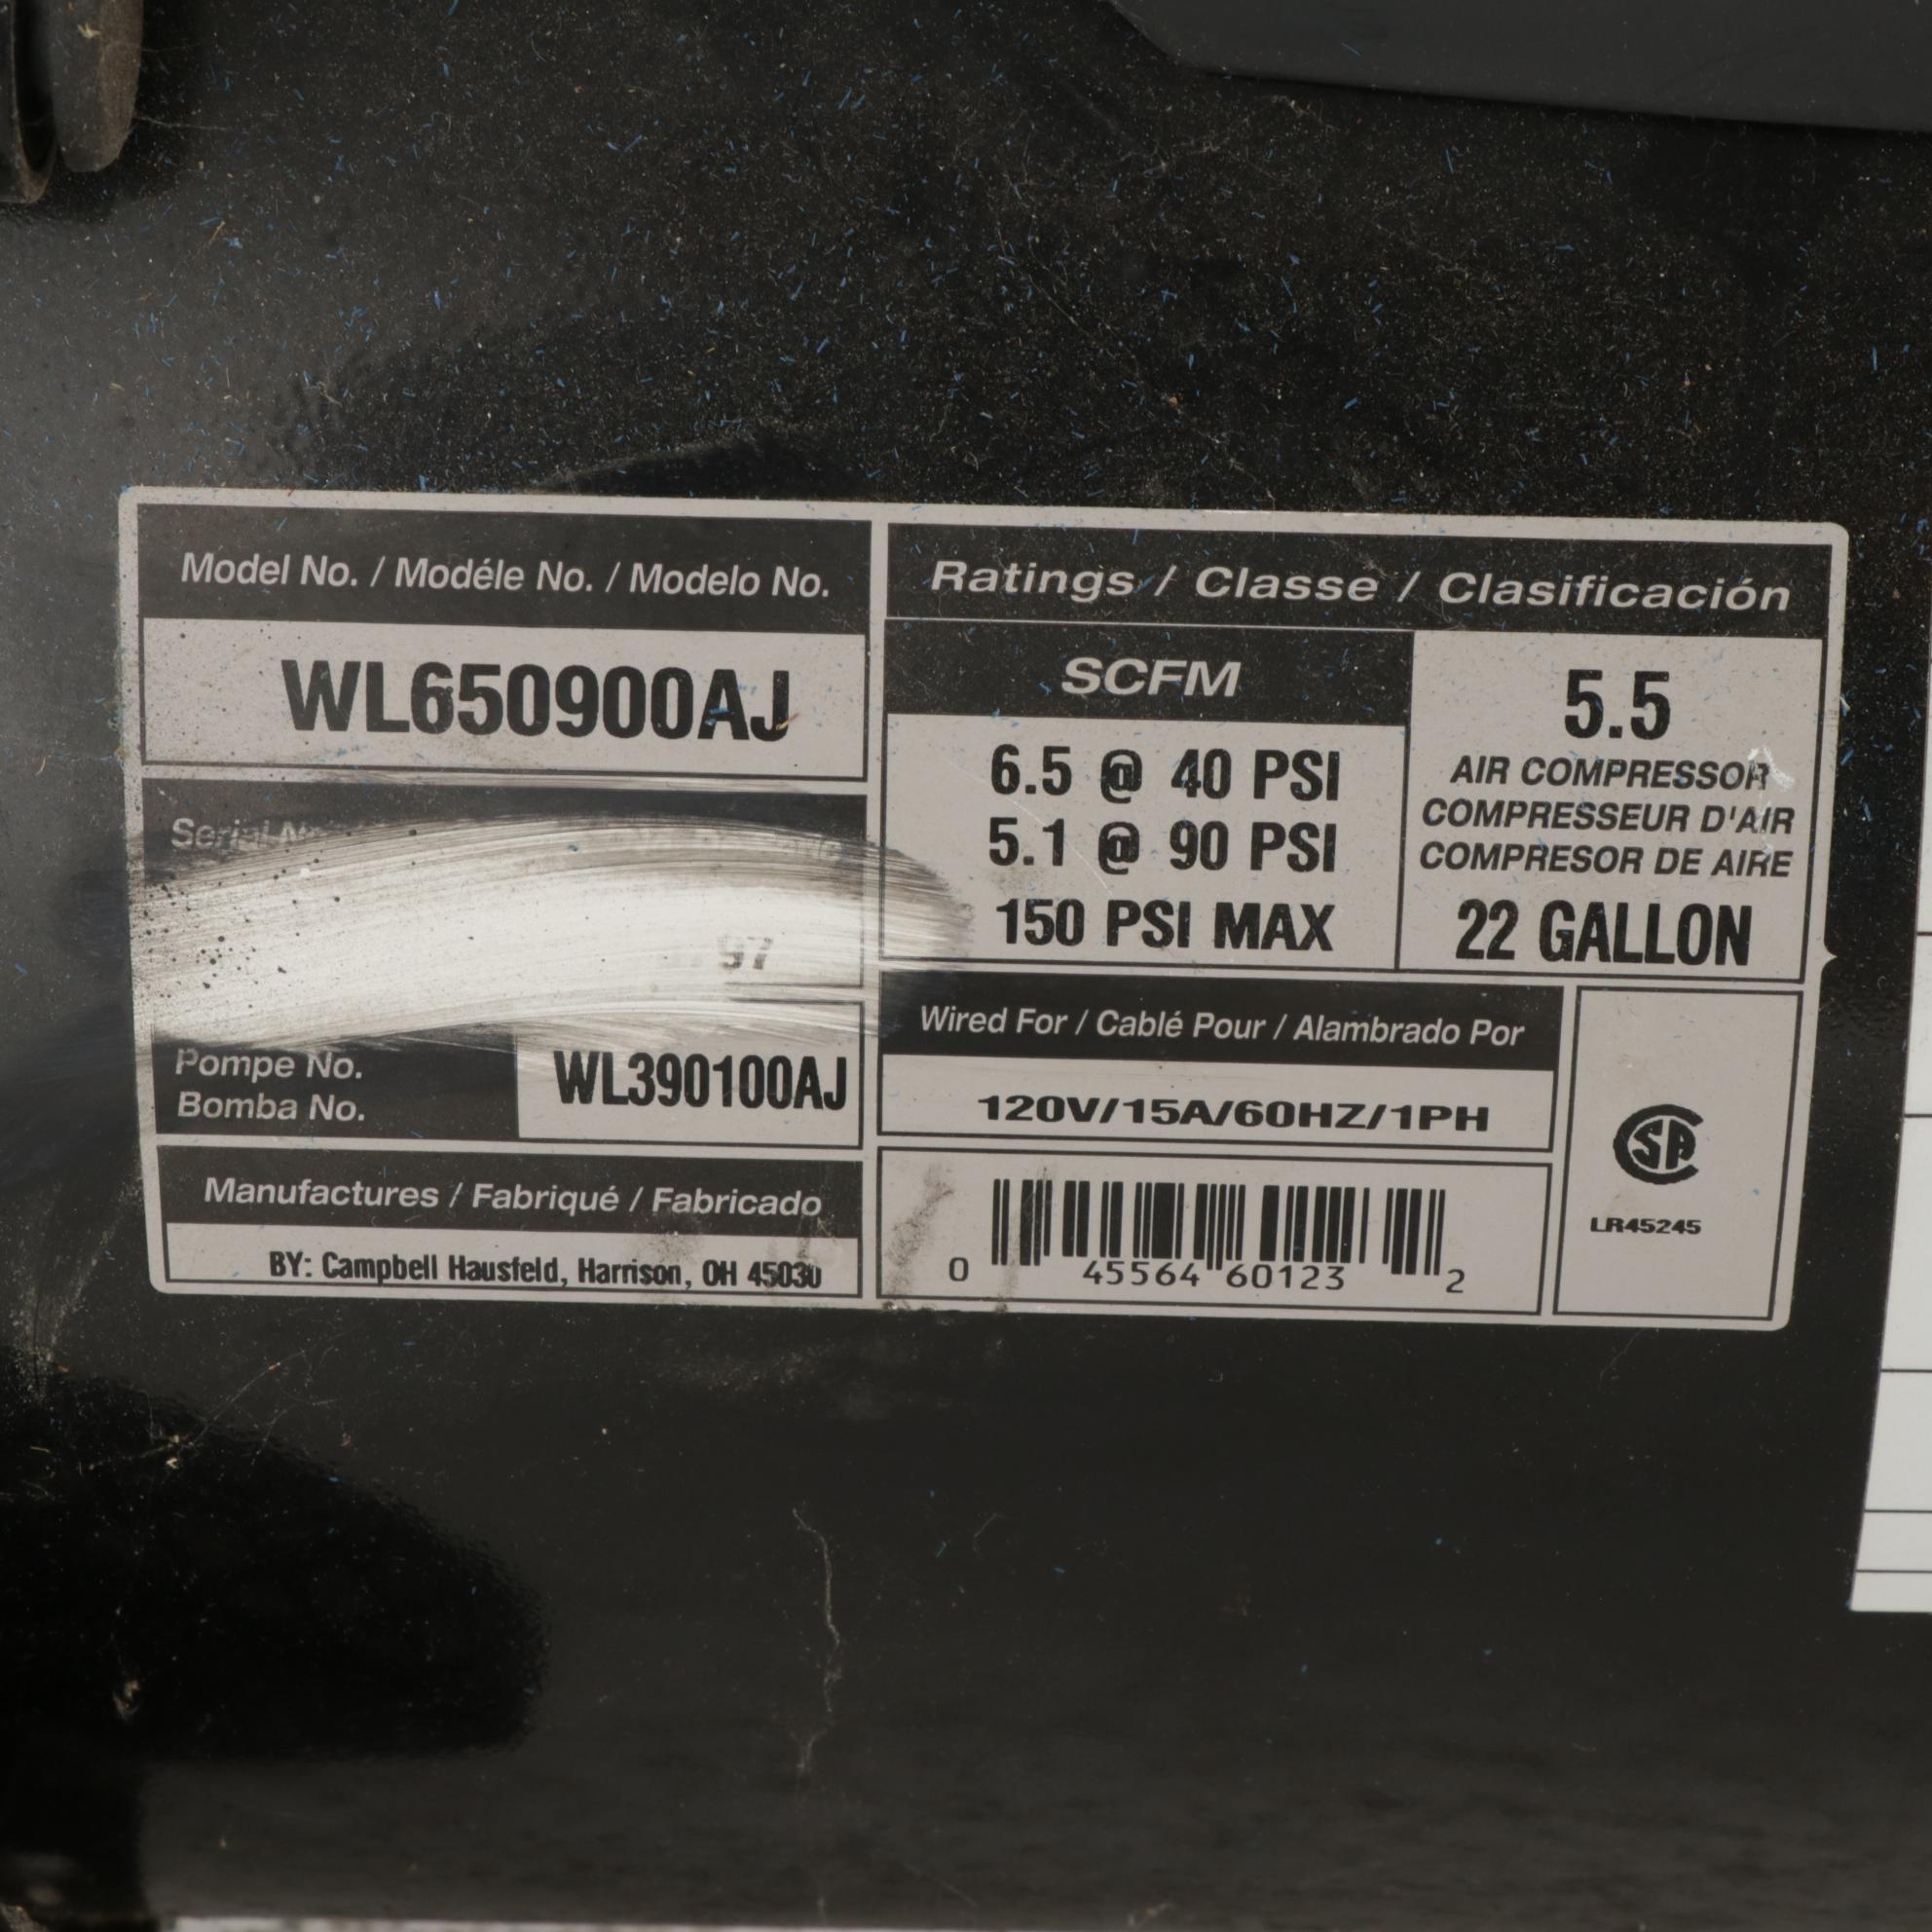 Model No. / Modéle No. / Modelo No.
WL650900AJ
Serial
97
Pompe No.
Bomba No.
WL390100AJ
Manufactures / Fabriqué / Fabricado
BY: Campbell Hausfeld, Harrison, OH 45030
Ratings / Classe / Clasificación
SCFM
6.5 @ 40 PSI
5.1 @ 90 PSI
150 PSI MAX
5.5
AIR COMPRESSOR
COMPRESSEUR D'AIR
COMPRESOR DE AIRE
22 GALLON
Wired For / Cablé Pour / Alambrado Por
120V/15A/60HZ/1PH
0 45564 60123 2
SA
LR45245